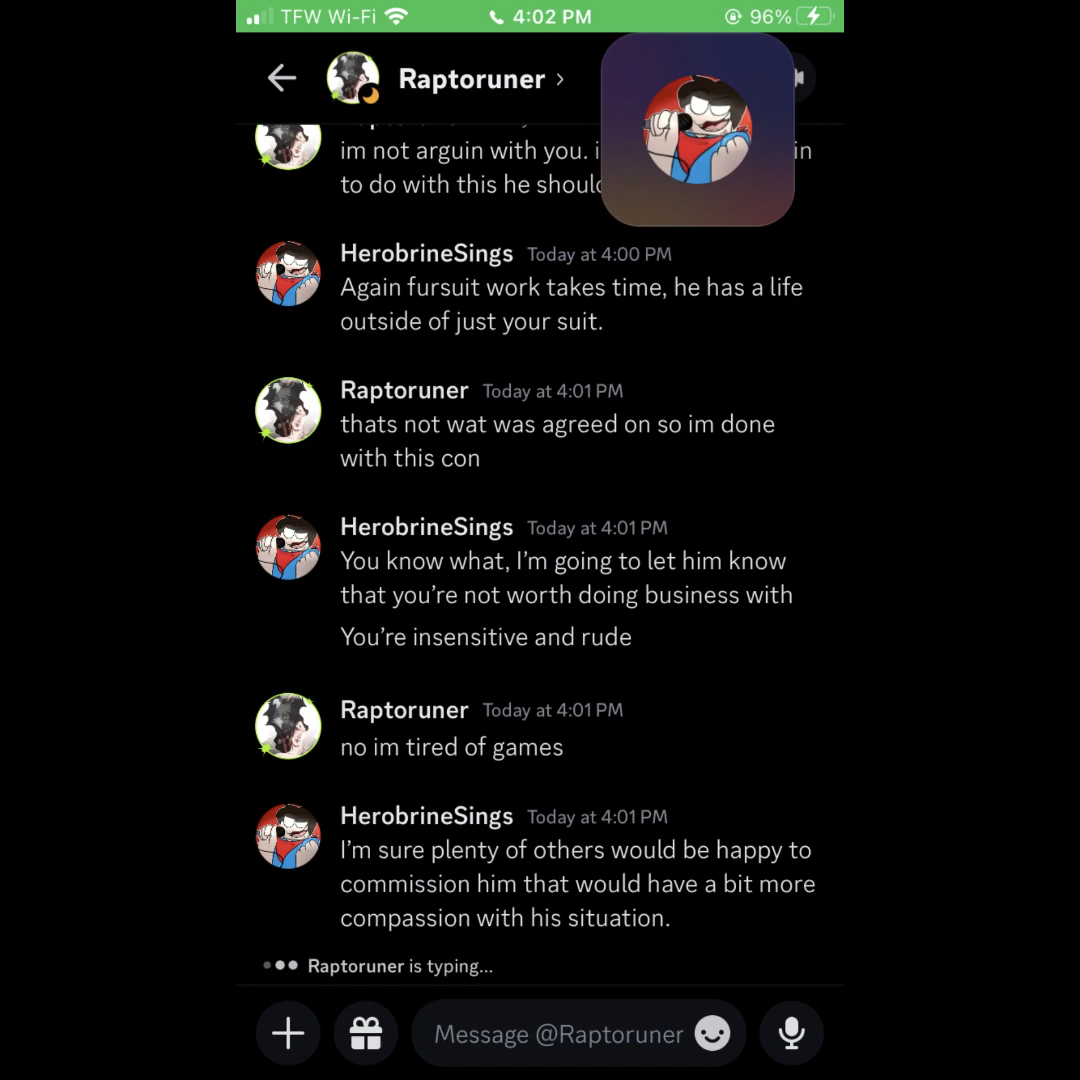 TFW Wi-Fi 4:02 PM 96%
Raptoruner
im not arguin with you. i in
to do with this he shoul
HerobrineSings Today at 4:00 PM
Again fursuit work takes time, he has a life
outside of just your suit.
Raptoruner Today at 4:01 PM
thats not wat was agreed on so im done
with this con
HerobrineSings Today at 4:01 PM
You know what, I’m going to let him know
that you’re not worth doing business with
You’re insensitive and rude
Raptoruner Today at 4:01 PM
no im tired of games
HerobrineSings Today at 4:01 PM
I’m sure plenty of others would be happy to
commission him that would have a bit more
compassion with his situation.
Raptoruner is typing...
Message @Raptoruner